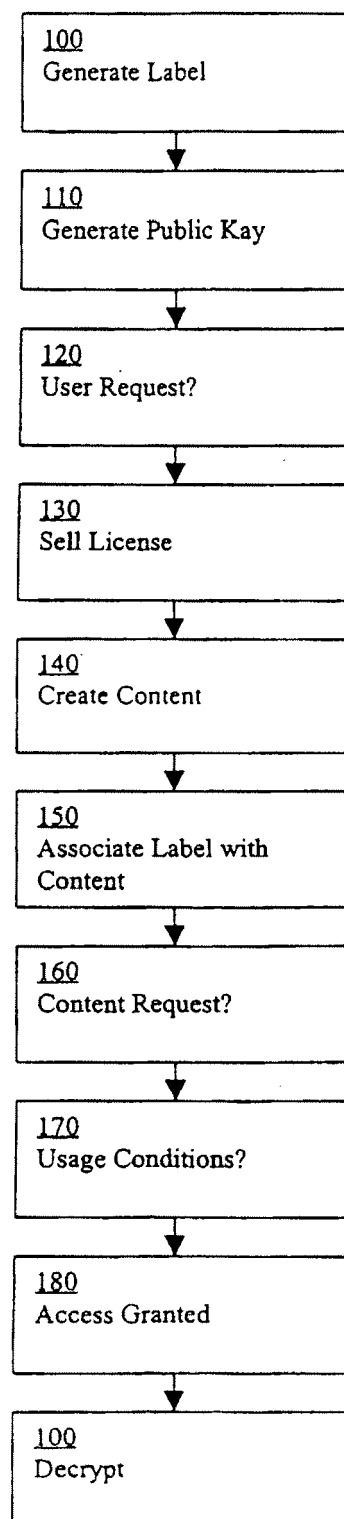 100
Generate Label
110
Generate Public Kay
120
User Request?
130
Sell License
140
Create Content
150
Associate Label with
Content
160
Content Request?
170
Usage Conditions?
180
Access Granted
100
Decrypt